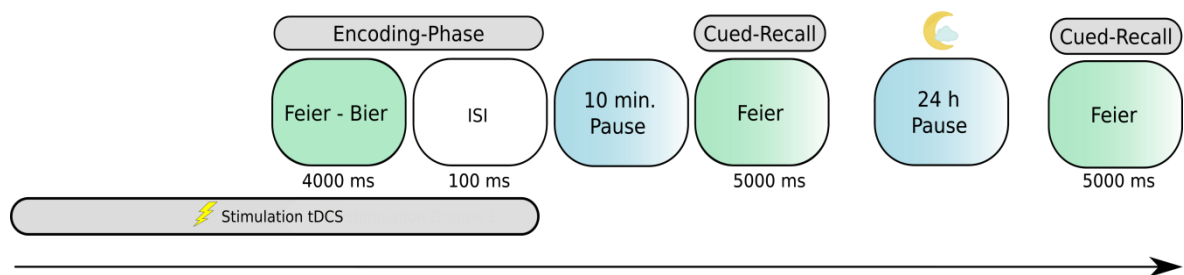 Encoding-Phase
Cued-Recall
Cued-Recall
Feier - Bier
ISI
10 min.
Pause
Feier
24 h
Pause
Feier
4000 ms
100 ms
5000 ms
5000 ms
Stimulation tDCS